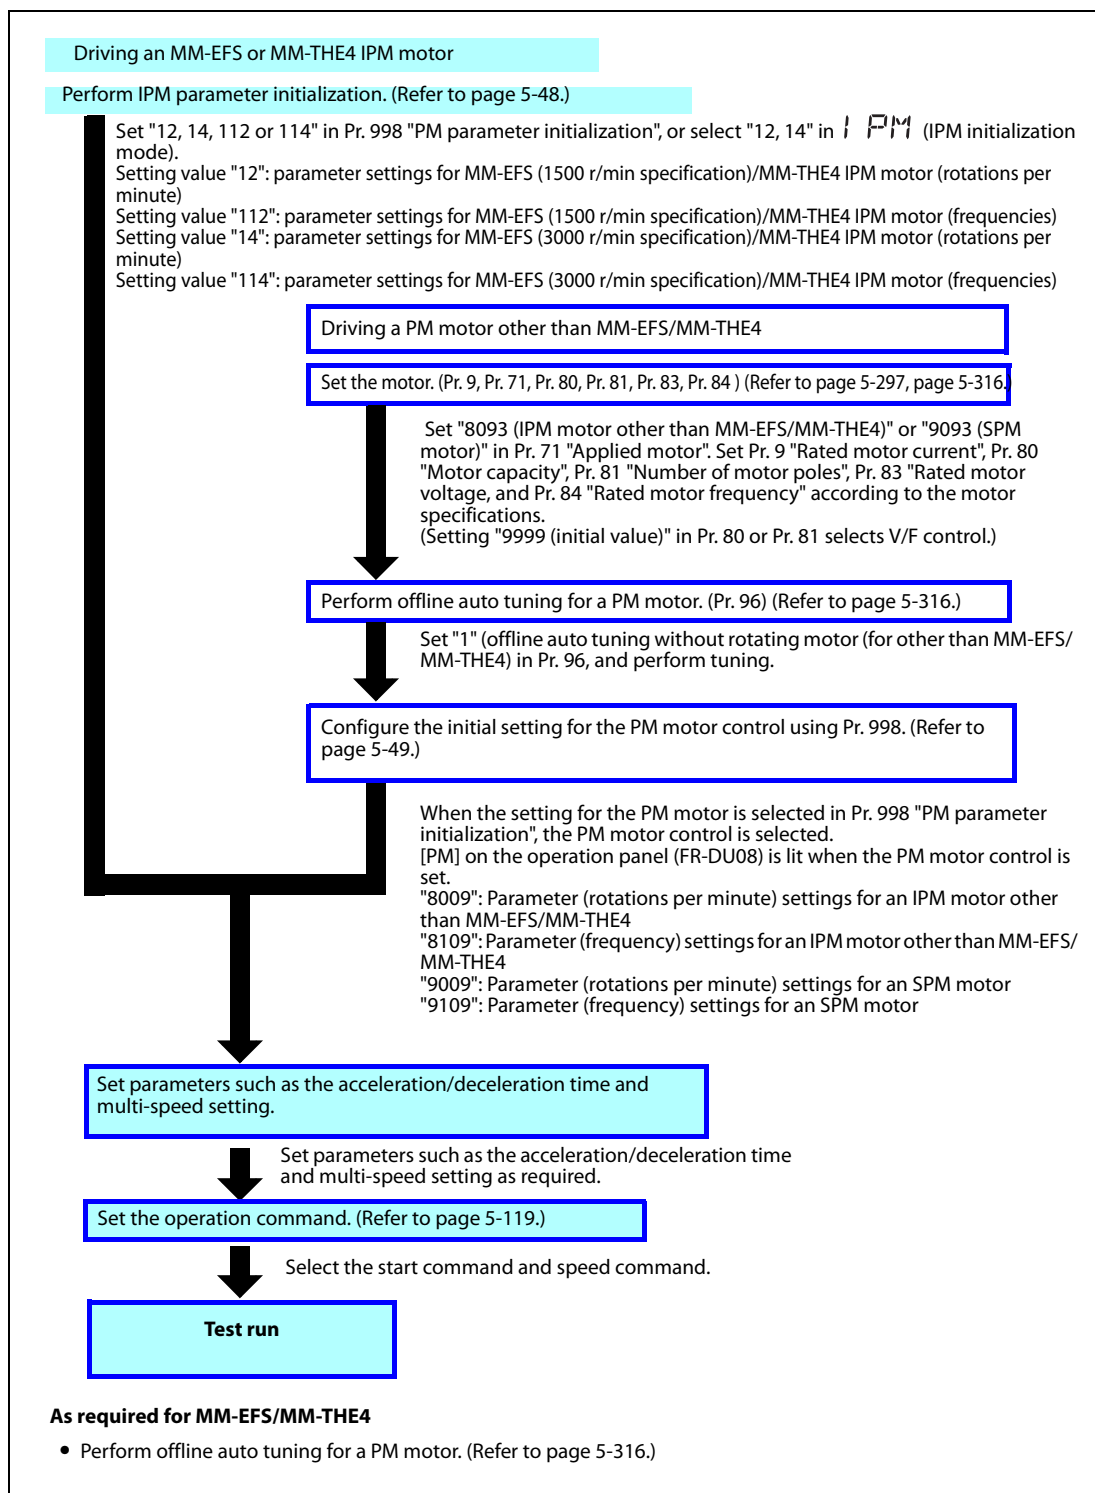 Driving an MM-EFS or MM-THE4 IPM motor
Perform IPM parameter initialization. (Refer to page 5-48.)
Set "12, 14, 112 or 114" in Pr. 998 "PM parameter initialization", or select "12, 14" in I PM (IPM initialization
mode).
Setting value "12": parameter settings for MM-EFS (1500 r/min specification)/MM-THE4 IPM motor (rotations per
minute)
Setting value "112": parameter settings for MM-EFS (1500 r/min specification)/MM-THE4 IPM motor (frequencies)
Setting value "14": parameter settings for MM-EFS (3000 r/min specification)/MM-THE4 IPM motor (rotations per
minute)
Setting value "114": parameter settings for MM-EFS (3000 r/min specification)/MM-THE4 IPM motor (frequencies)
Driving a PM motor other than MM-EFS/MM-THE4
Set the motor. (Pr. 9, Pr. 71, Pr. 80, Pr. 81, Pr. 83, Pr. 84 ) (Refer to page 5-297, page 5-316.)
Set "8093 (IPM motor other than MM-EFS/MM-THE4)" or "9093 (SPM
motor)" in Pr. 71 "Applied motor". Set Pr. 9 "Rated motor current", Pr. 80
"Motor capacity", Pr. 81 "Number of motor poles", Pr. 83 "Rated motor
voltage, and Pr. 84 "Rated motor frequency" according to the motor
specifications.
(Setting "9999 (initial value)" in Pr. 80 or Pr. 81 selects V/F control.)
Perform offline auto tuning for a PM motor. (Pr. 96) (Refer to page 5-316.)
Set "1" (offline auto tuning without rotating motor (for other than MM-EFS/
MM-THE4) in Pr. 96, and perform tuning.
Configure the initial setting for the PM motor control using Pr. 998. (Refer to
page 5-49.)
When the setting for the PM motor is selected in Pr. 998 "PM parameter
initialization", the PM motor control is selected.
[PM] on the operation panel (FR-DU08) is lit when the PM motor control is
set.
"8009": Parameter (rotations per minute) settings for an IPM motor other
than MM-EFS/MM-THE4
"8109": Parameter (frequency) settings for an IPM motor other than MM-EFS/
MM-THE4
"9009": Parameter (rotations per minute) settings for an SPM motor
"9109": Parameter (frequency) settings for an SPM motor
Set parameters such as the acceleration/deceleration time and
multi-speed setting.
Set parameters such as the acceleration/deceleration time
and multi-speed setting as required.
Set the operation command. (Refer to page 5-119.)
Select the start command and speed command.
Test run
As required for MM-EFS/MM-THE4
• Perform offline auto tuning for a PM motor. (Refer to page 5-316.)